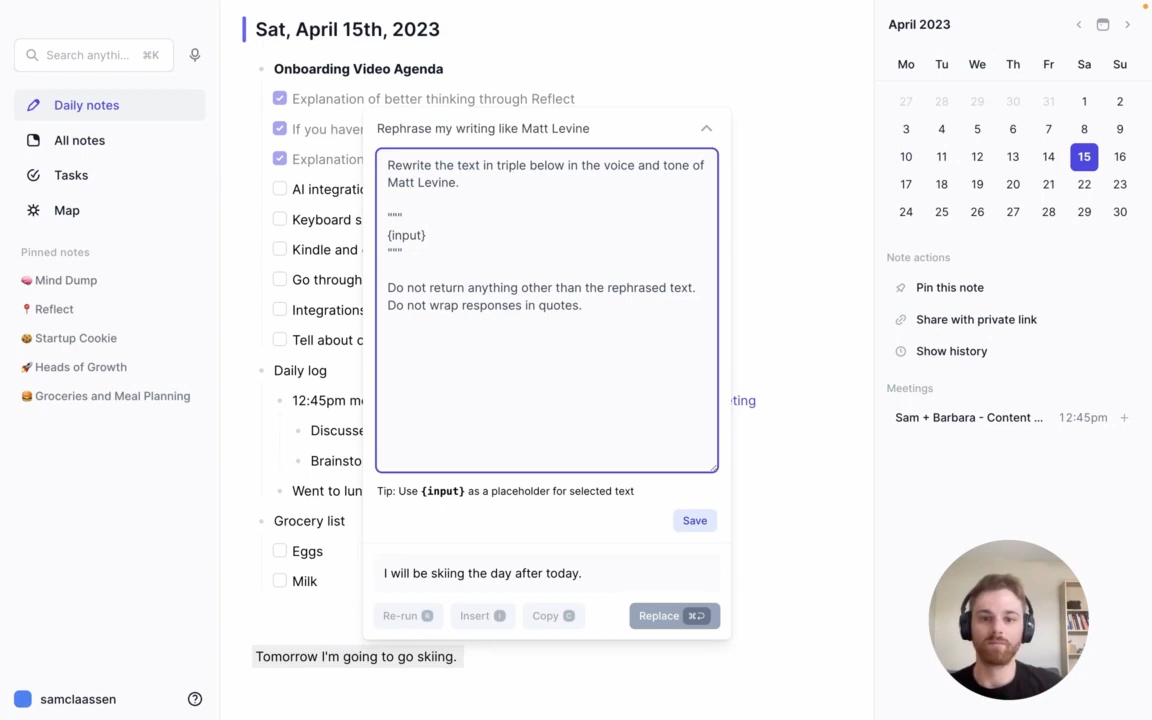 Search anythi... ⌘K
Daily notes
All notes
Tasks
Map
Pinned notes
🧠 Mind Dump
📍 Reflect
🍪 Startup Cookie
🚀 Heads of Growth
🍔 Groceries and Meal Planning
samclaassen
Sat, April 15th, 2023
Onboarding Video Agenda
Explanation of better thinking through Reflect
If you haven
Explanation
AI integratio
Keyboard s
Kindle and
Go through
Integrations
Tell about
Daily log
12:45pm me
eting
Discusse
Brainsto
Went to lun
Grocery list
Eggs
Milk
Tomorrow I'm going to go skiing.
Rephrase my writing like Matt Levine
Rewrite the text in triple below in the voice and tone of
Matt Levine.
"""
{input}
"""
Do not return anything other than the rephrased text.
Do not wrap responses in quotes.
Tip: Use {input} as a placeholder for selected text
Save
I will be skiing the day after today.
Re-run R Insert I Copy C Replace ⌘⏎
April 2023
Mo Tu We Th Fr Sa Su
27 28 29 30 31 1 2
3 4 5 6 7 8 9
10 11 12 13 14 15 16
17 18 19 20 21 22 23
24 25 26 27 28 29 30
Note actions
Pin this note
Share with private link
Show history
Meetings
Sam + Barbara - Content ... 12:45pm +